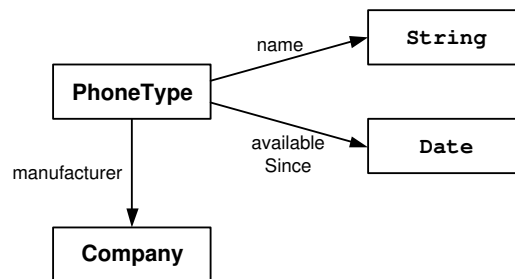 name
String
PhoneType
available
Since
Date
manufacturer
Company